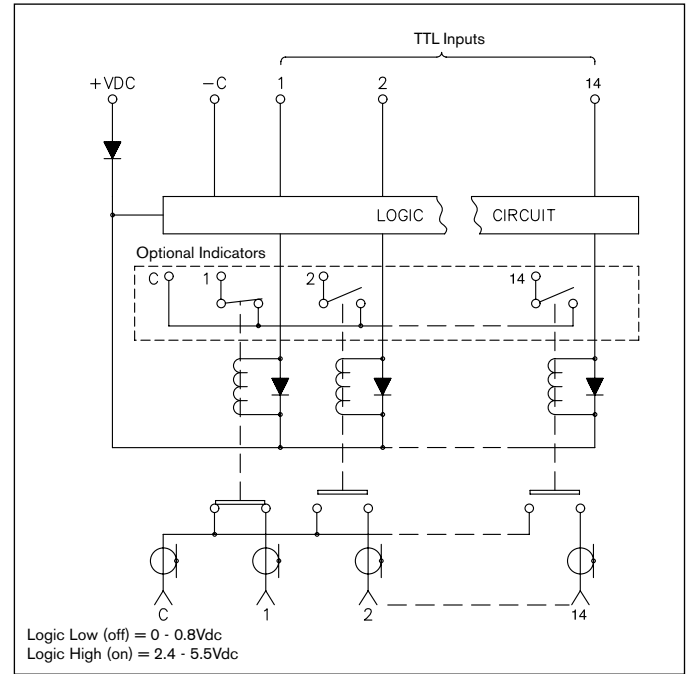 TTL Inputs
+VDC –C 1 2 14
LOGIC CIRCUIT
Optional Indicators
C 1 2 14
C 1 2 14
Logic Low (off) = 0 - 0.8Vdc
Logic High (on) = 2.4 - 5.5Vdc